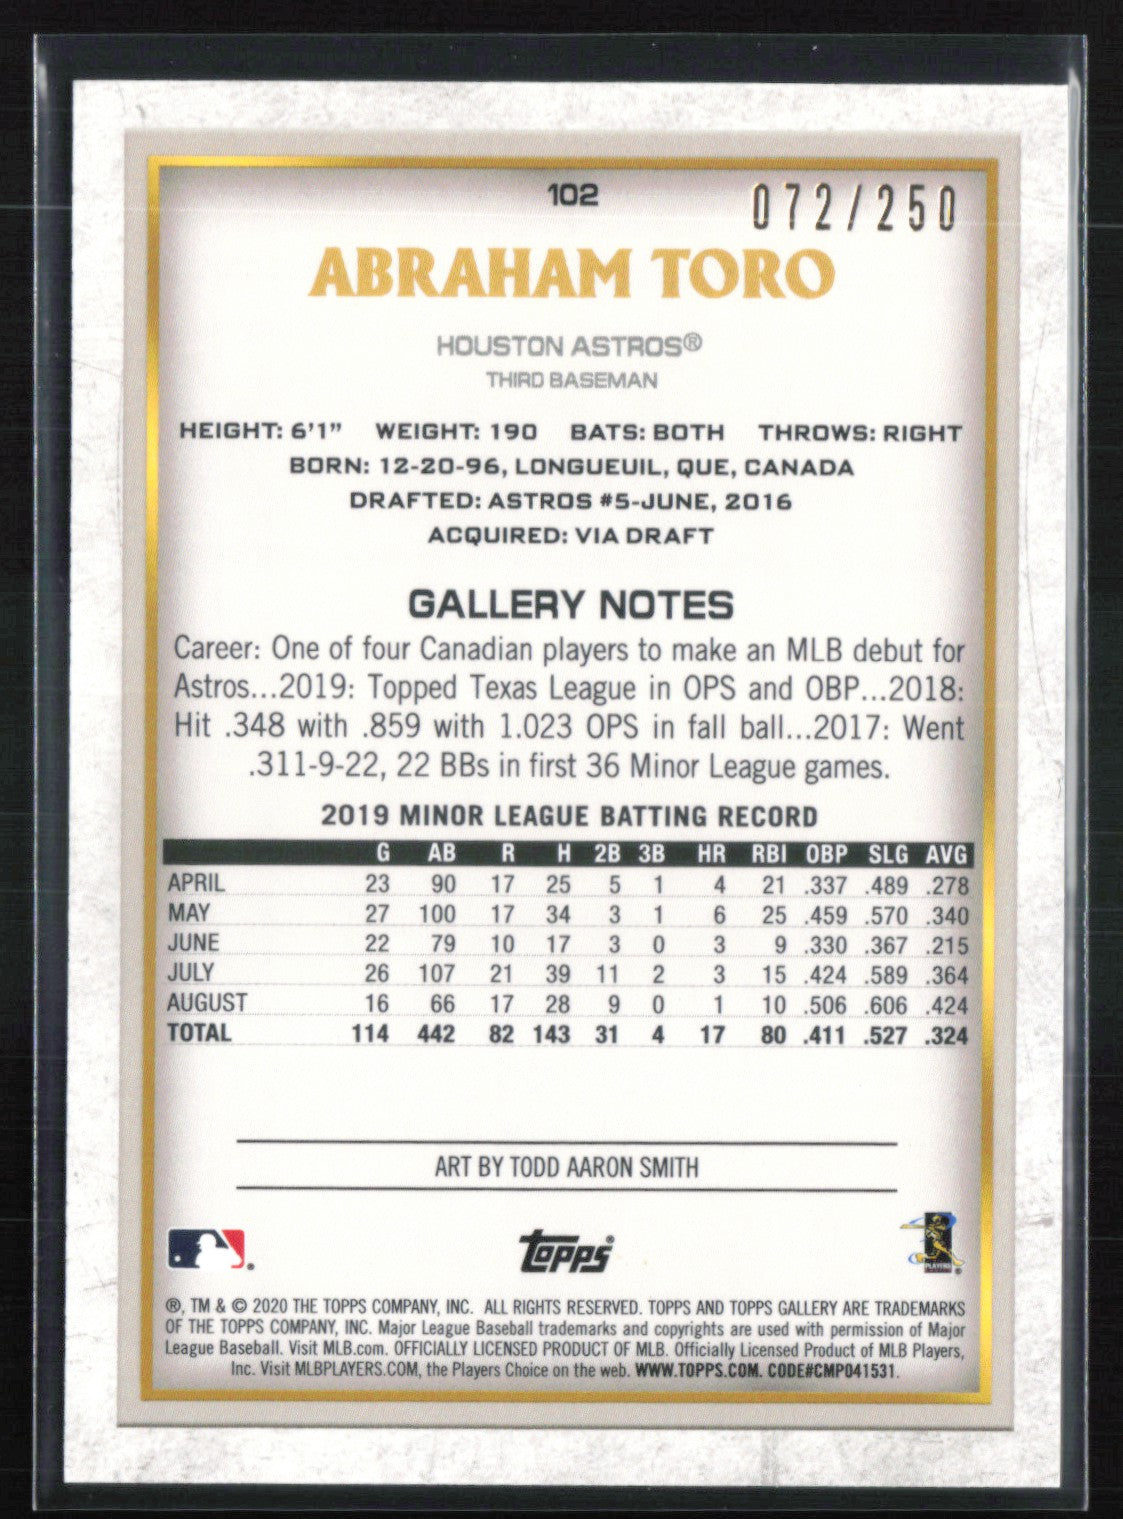 102
072/250
ABRAHAM TORO
HOUSTON ASTROS®
THIRD BASEMAN
HEIGHT: 6'1" WEIGHT: 190 BATS: BOTH THROWS: RIGHT
BORN: 12-20-96, LONGUEUIL, QUE, CANADA
DRAFTED: ASTROS #5-JUNE, 2016
ACQUIRED: VIA DRAFT
GALLERY NOTES
Career: One of four Canadian players to make an MLB debut for
Astros...2019: Topped Texas League in OPS and OBP...2018:
Hit .348 with .859 with 1.023 OPS in fall ball...2017: Went
.311-9-22, 22 BBs in first 36 Minor League games.
2019 MINOR LEAGUE BATTING RECORD
G AB R H 2B 3B HR RBI OBP SLG AVG
APRIL 23 90 17 25 5 1 4 21 .337 .489 .278
MAY 27 100 17 34 3 1 6 25 .459 .570 .340
JUNE 22 79 10 17 3 0 3 9 .330 .367 .215
JULY 26 107 21 39 11 2 3 15 .424 .589 .364
AUGUST 16 66 17 28 9 0 1 10 .506 .606 .424
TOTAL 114 442 82 143 31 4 17 80 .411 .527 .324
ART BY TODD AARON SMITH
®
Topps®
PLAYERS ®
®, TM & © 2020 THE TOPPS COMPANY, INC. ALL RIGHTS RESERVED. TOPPS AND TOPPS GALLERY ARE TRADEMARKS
OF THE TOPPS COMPANY, INC. Major League Baseball trademarks and copyrights are used with permission of Major
League Baseball. Visit MLB.com. OFFICIALLY LICENSED PRODUCT OF MLB. Officially Licensed Product of MLB Players,
Inc. Visit MLBPLAYERS.COM, the Players Choice on the web. WWW.TOPPS.COM. CODE#CMP041531.